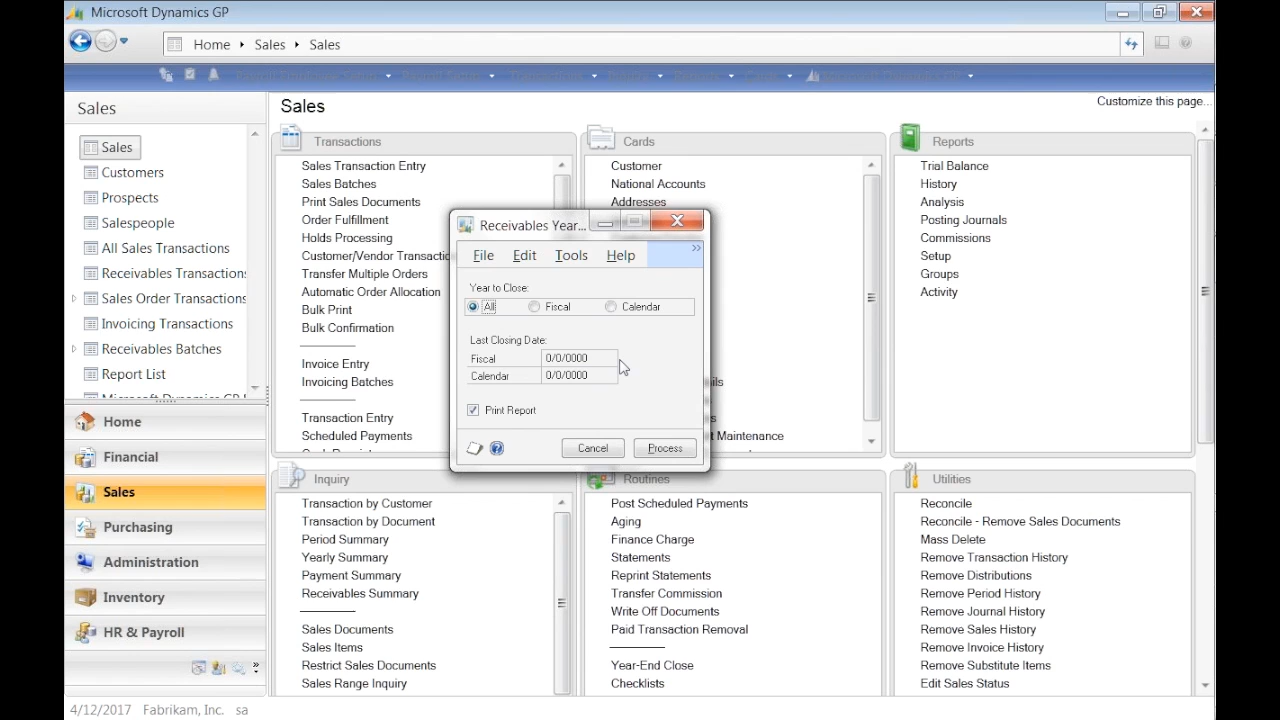 Microsoft Dynamics GP
Home Sales Sales
Sales
Sales
Customers
Prospects
Salespeople
All Sales Transactions
Receivables Transactions
Sales Order Transactions
Invoicing Transactions
Receivables Batches
Report List
Home
Financial
Sales
Purchasing
Administration
Inventory
HR & Payroll
Sales
Customize this page...
Transactions
Sales Transaction Entry
Sales Batches
Print Sales Documents
Order Fulfillment
Holds Processing
Customer/Vendor Transactio
Transfer Multiple Orders
Automatic Order Allocation
Bulk Print
Bulk Confirmation
Invoice Entry
Invoicing Batches
Transaction Entry
Scheduled Payments
Cards
Customer
National Accounts
Addresses
Maintenance
Reports
Trial Balance
History
Analysis
Posting Journals
Commissions
Setup
Groups
Activity
Receivables Year...
File Edit Tools Help
Year to Close:
All Fiscal Calendar
Last Closing Date:
Fiscal 0/0/0000
Calendar 0/0/0000
Print Report
Cancel Process
Inquiry
Transaction by Customer
Transaction by Document
Period Summary
Yearly Summary
Payment Summary
Receivables Summary
Sales Documents
Sales Items
Restrict Sales Documents
Sales Range Inquiry
Routines
Post Scheduled Payments
Aging
Finance Charge
Statements
Reprint Statements
Transfer Commission
Write Off Documents
Paid Transaction Removal
Year-End Close
Checklists
Utilities
Reconcile
Reconcile - Remove Sales Documents
Mass Delete
Remove Transaction History
Remove Distributions
Remove Period History
Remove Journal History
Remove Sales History
Remove Invoice History
Remove Substitute Items
Edit Sales Status
4/12/2017 Fabrikam, Inc. sa